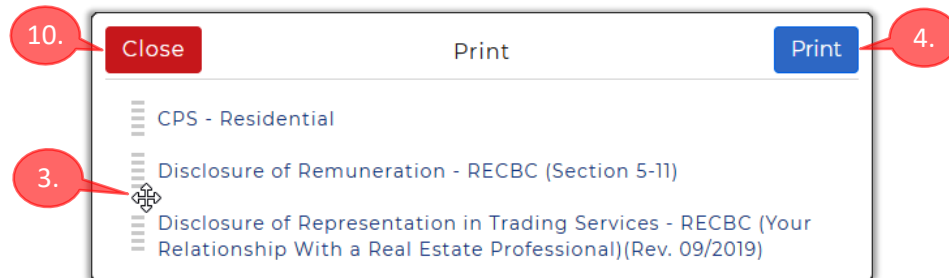 10.
Close
Print
Print
4.
CPS - Residential
Disclosure of Remuneration - RECBC (Section 5-11)
3.
Disclosure of Representation in Trading Services - RECBC (Your
Relationship With a Real Estate Professional)(Rev. 09/2019)